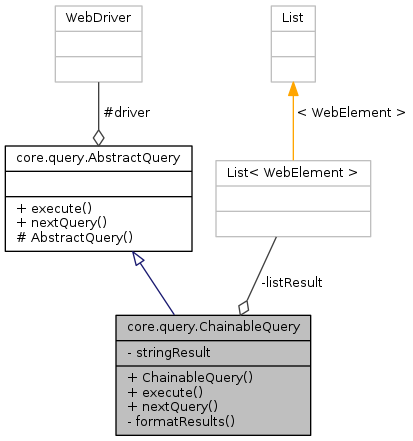 WebDriver
List
#driver
< WebElement >
core.query.AbstractQuery
+ execute()
+ nextQuery()
# AbstractQuery()
List< WebElement >
-listResult
core.query.ChainableQuery
- stringResult
+ ChainableQuery()
+ execute()
+ nextQuery()
- formatResults()